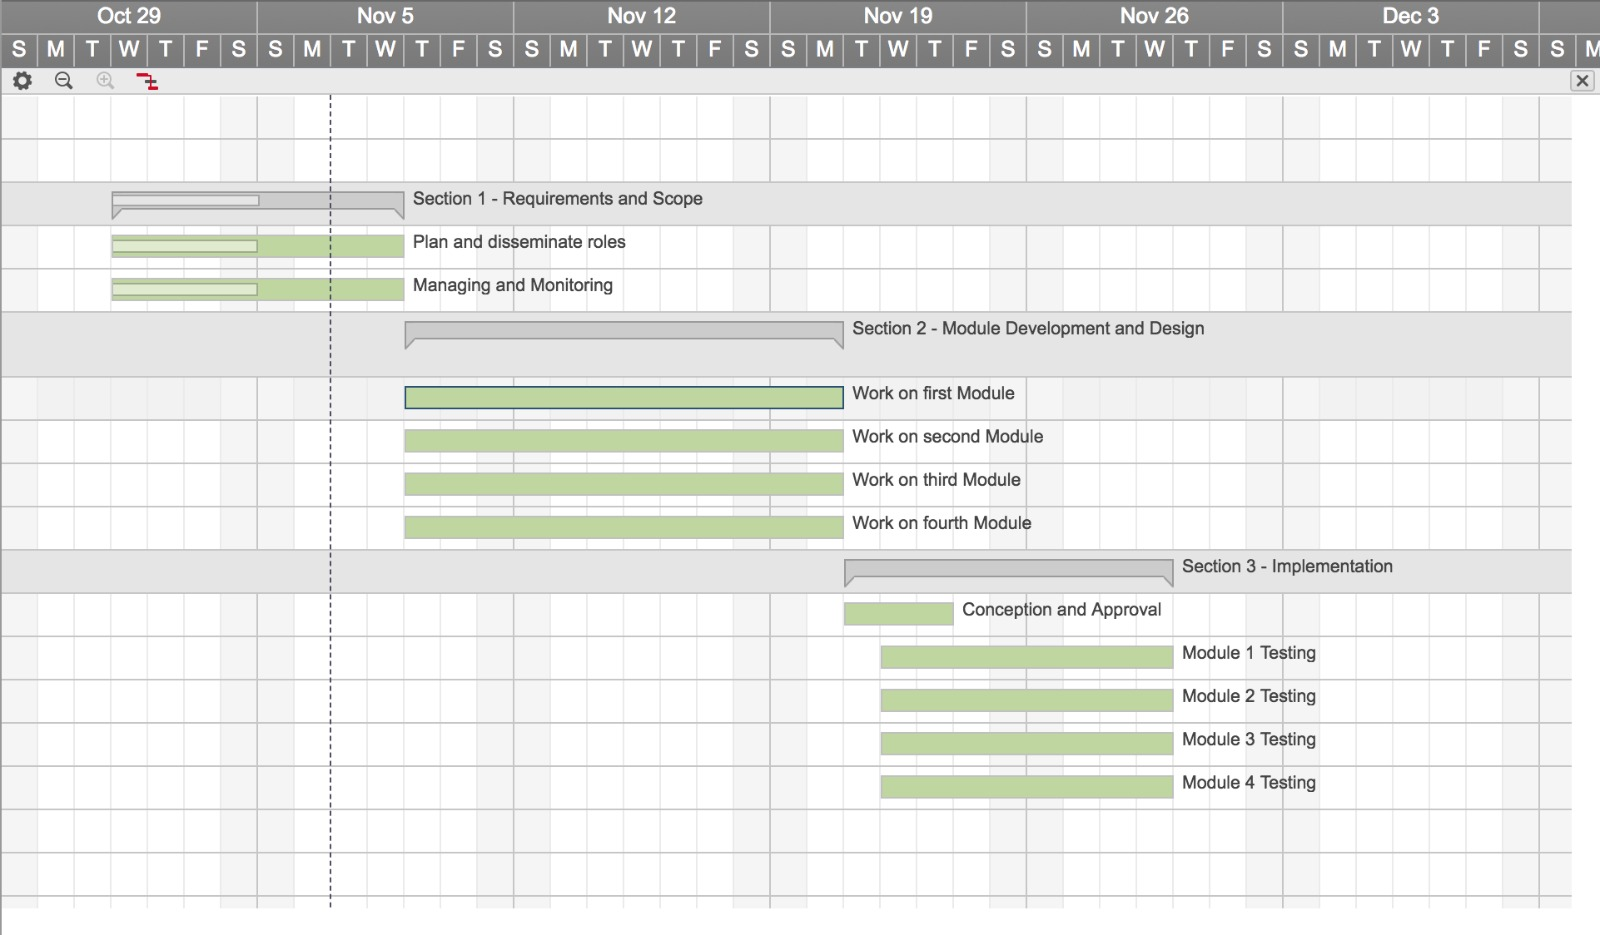 Oct 29 Nov 5 Nov 12 Nov 19 Nov 26 Dec 3
S M T W T F S S M T W T F S S M T W T F S S M T W T F S S M T W T F S S M T W T F S S M
Section 1 - Requirements and Scope
Plan and disseminate roles
Managing and Monitoring
Section 2 - Module Development and Design
Work on first Module
Work on second Module
Work on third Module
Work on fourth Module
Section 3 - Implementation
Conception and Approval
Module 1 Testing
Module 2 Testing
Module 3 Testing
Module 4 Testing